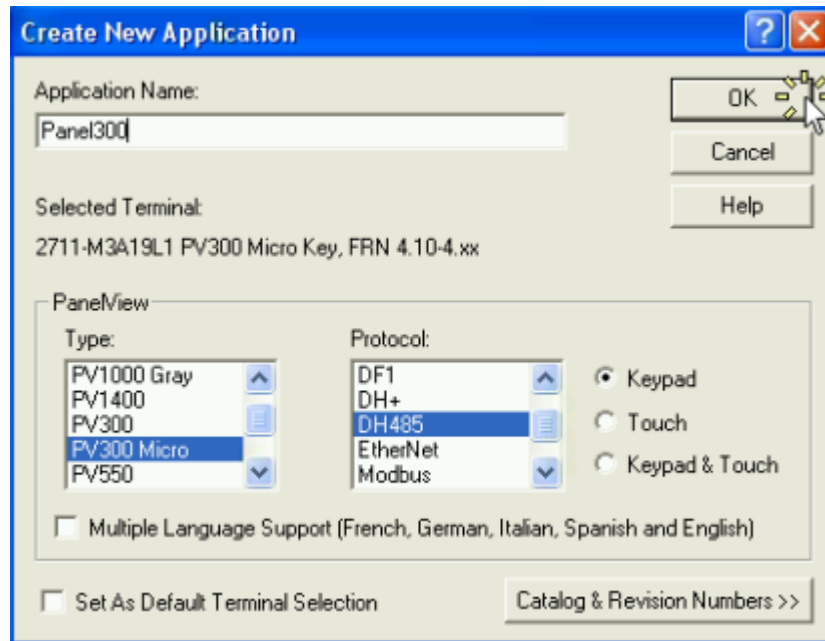 Create New Application
Application Name:
Panel300
OK
Cancel
Help
Selected Terminal:
2711-M3A19L1 PV300 Micro Key, FRN 4.10-4.xx
PanelView
Type:
PV1000 Gray
PV1400
PV300
PV300 Micro
PV550
Protocol:
DF1
DH+
DH485
EtherNet
Modbus
Keypad
Touch
Keypad & Touch
Multiple Language Support (French, German, Italian, Spanish and English)
Set As Default Terminal Selection
Catalog & Revision Numbers >>